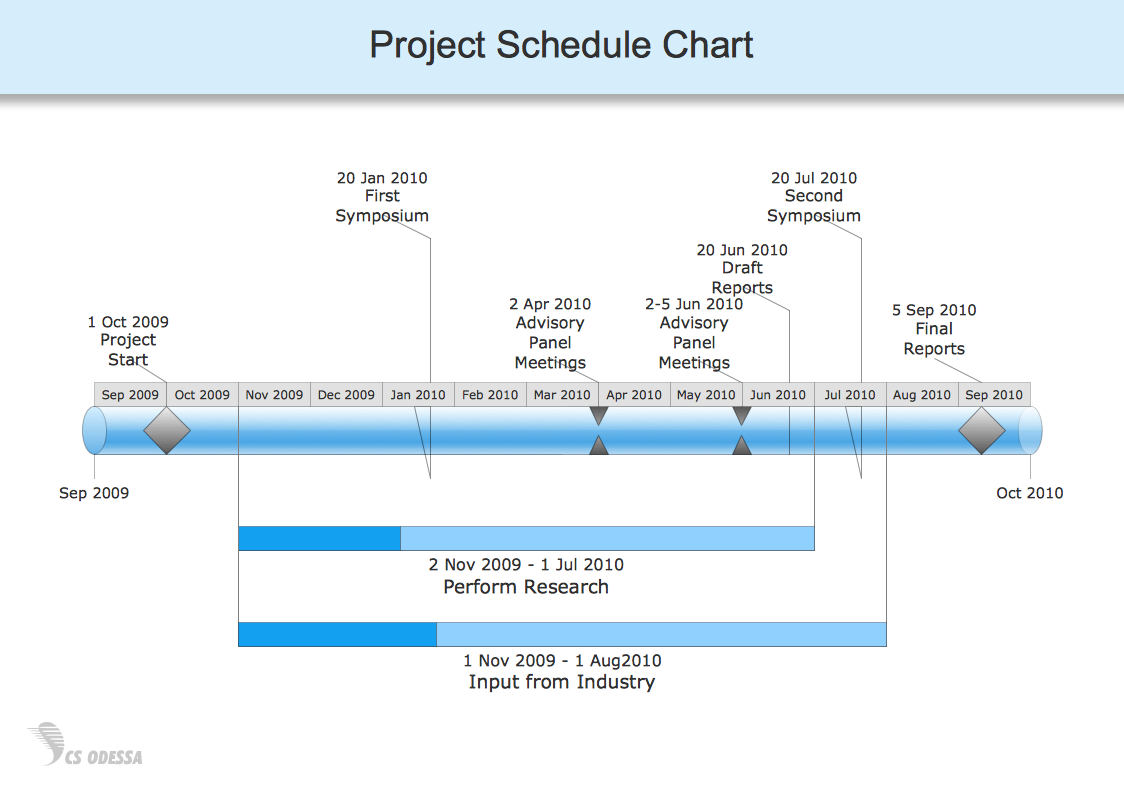 Project Schedule Chart
20 Jan 2010
First
Symposium
20 Jul 2010
Second
Symposium
20 Jun 2010
Draft
Reports
2 Apr 2010
Advisory
Panel
Meetings
2-5 Jun 2010
Advisory
Panel
Meetings
5 Sep 2010
Final
Reports
1 Oct 2009
Project
Start
Sep 2009 Oct 2009 Nov 2009 Dec 2009 Jan 2010 Feb 2010 Mar 2010 Apr 2010 May 2010 Jun 2010 Jul 2010 Aug 2010 Sep 2010
Sep 2009
Oct 2010
2 Nov 2009 - 1 Jul 2010
Perform Research
1 Nov 2009 - 1 Aug2010
Input from Industry
CS ODESSA